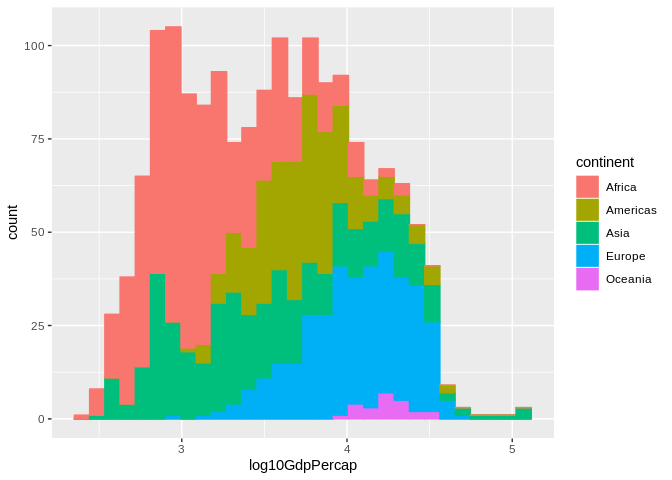 100
75
50
25
0
count
3
4
5
log10GdpPercap
continent
Africa
Americas
Asia
Europe
Oceania